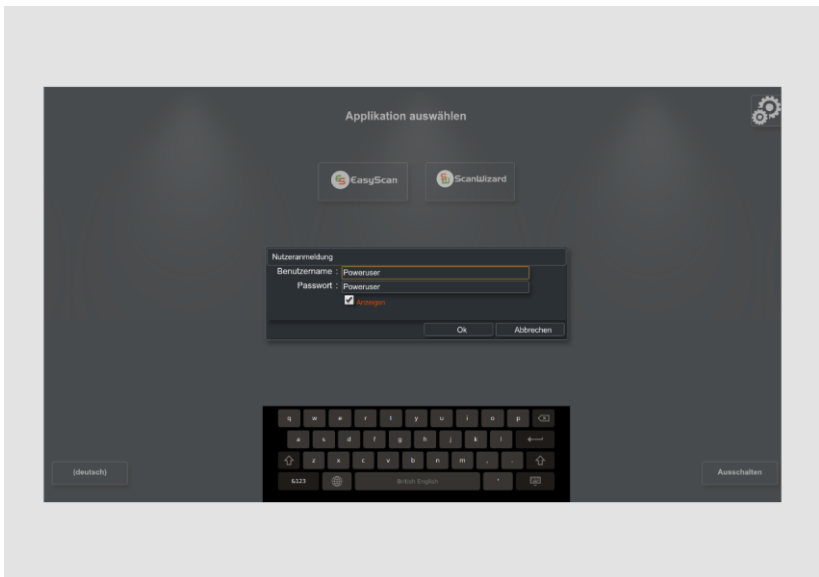 Applikation auswählen
EasyScan
ScanWizard
Nutzeranmeldung
Benutzername : Poweruser
Passwort : Poweruser
Anzeigen
Ok Abbrechen
q w e r t y u i o p
a s d f g h j k l
z x c v b n m , .
&123 British English '
(deutsch)
Ausschalten